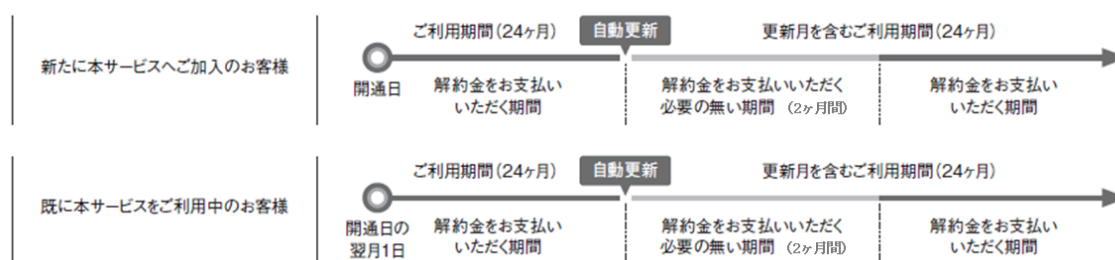 新たに本サービスへご加入のお客様
ご利用期間(24ヶ月)
自動更新
更新月を含むご利用期間(24ヶ月)
開通日
解約金をお支払い
いただく期間
解約金をお支払いいただく
必要の無い期間 (2ヶ月間)
解約金をお支払い
いただく期間
既に本サービスをご利用中のお客様
ご利用期間(24ヶ月)
自動更新
更新月を含むご利用期間(24ヶ月)
開通日の
翌月1日
解約金をお支払い
いただく期間
解約金をお支払いいただく
必要の無い期間 (2ヶ月間)
解約金をお支払い
いただく期間